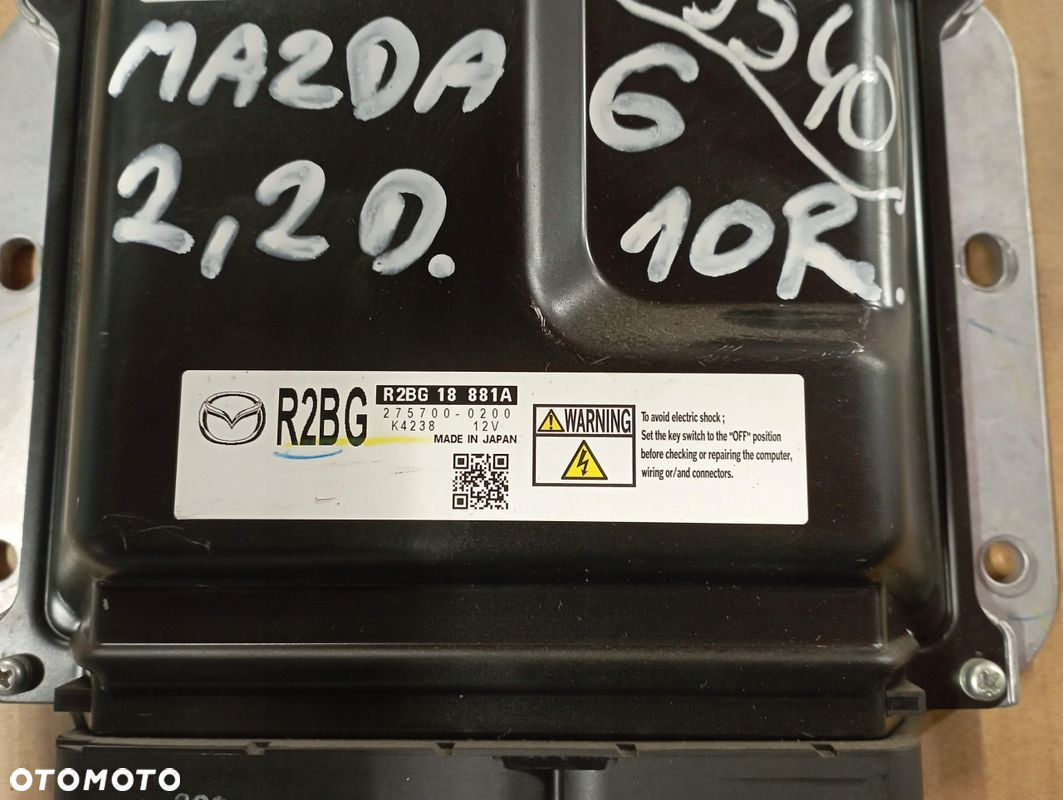 MAZDA
2,2D.
6
10R.
R2BG
R2BG 18 881A
275700-0200
K4238 12V
MADE IN JAPAN
WARNING
To avoid electric shock ;
Set the key switch to the "OFF" position
before checking or repairing the computer,
wiring or/and connectors.
OTOMOTO